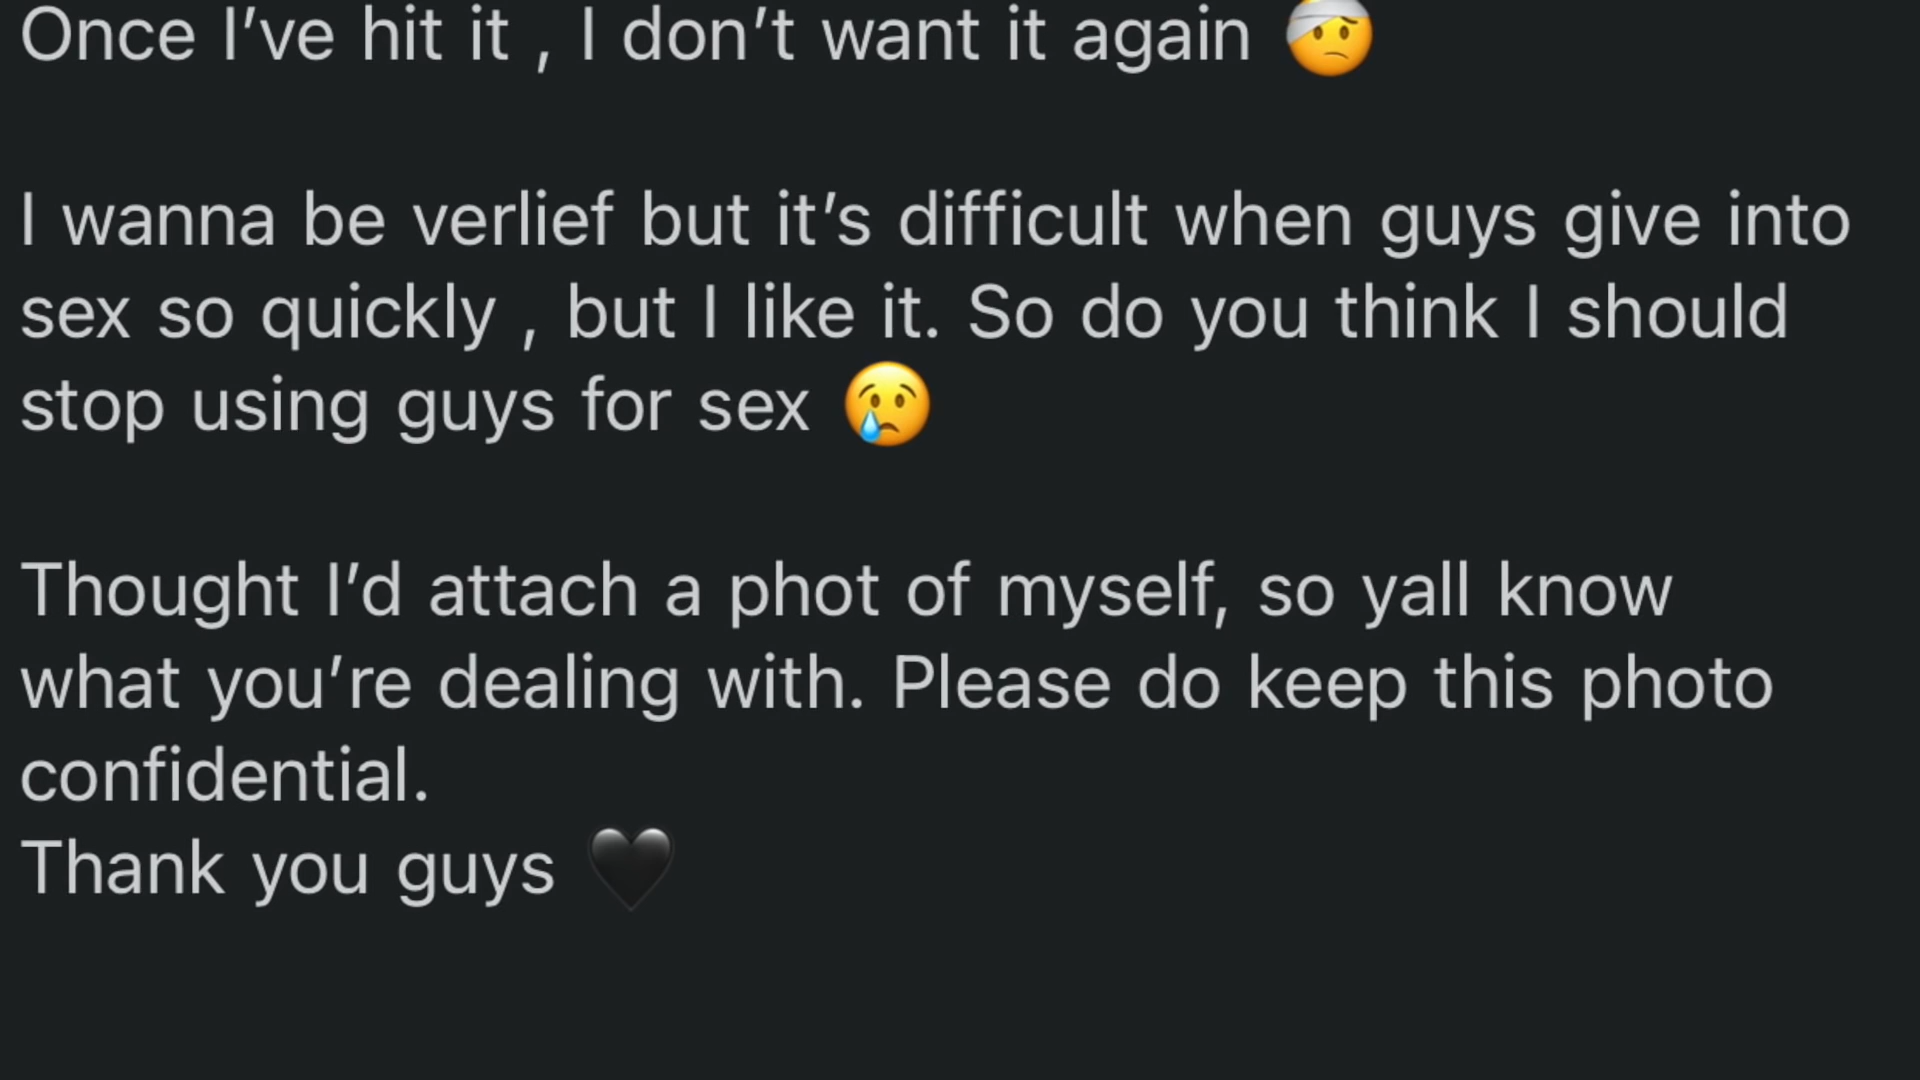 Once I’ve hit it , I don’t want it again 🤕
I wanna be verlief but it’s difficult when guys give into
sex so quickly , but I like it. So do you think I should
stop using guys for sex 😢
Thought I’d attach a phot of myself, so yall know
what you’re dealing with. Please do keep this photo
confidential.
Thank you guys 🖤